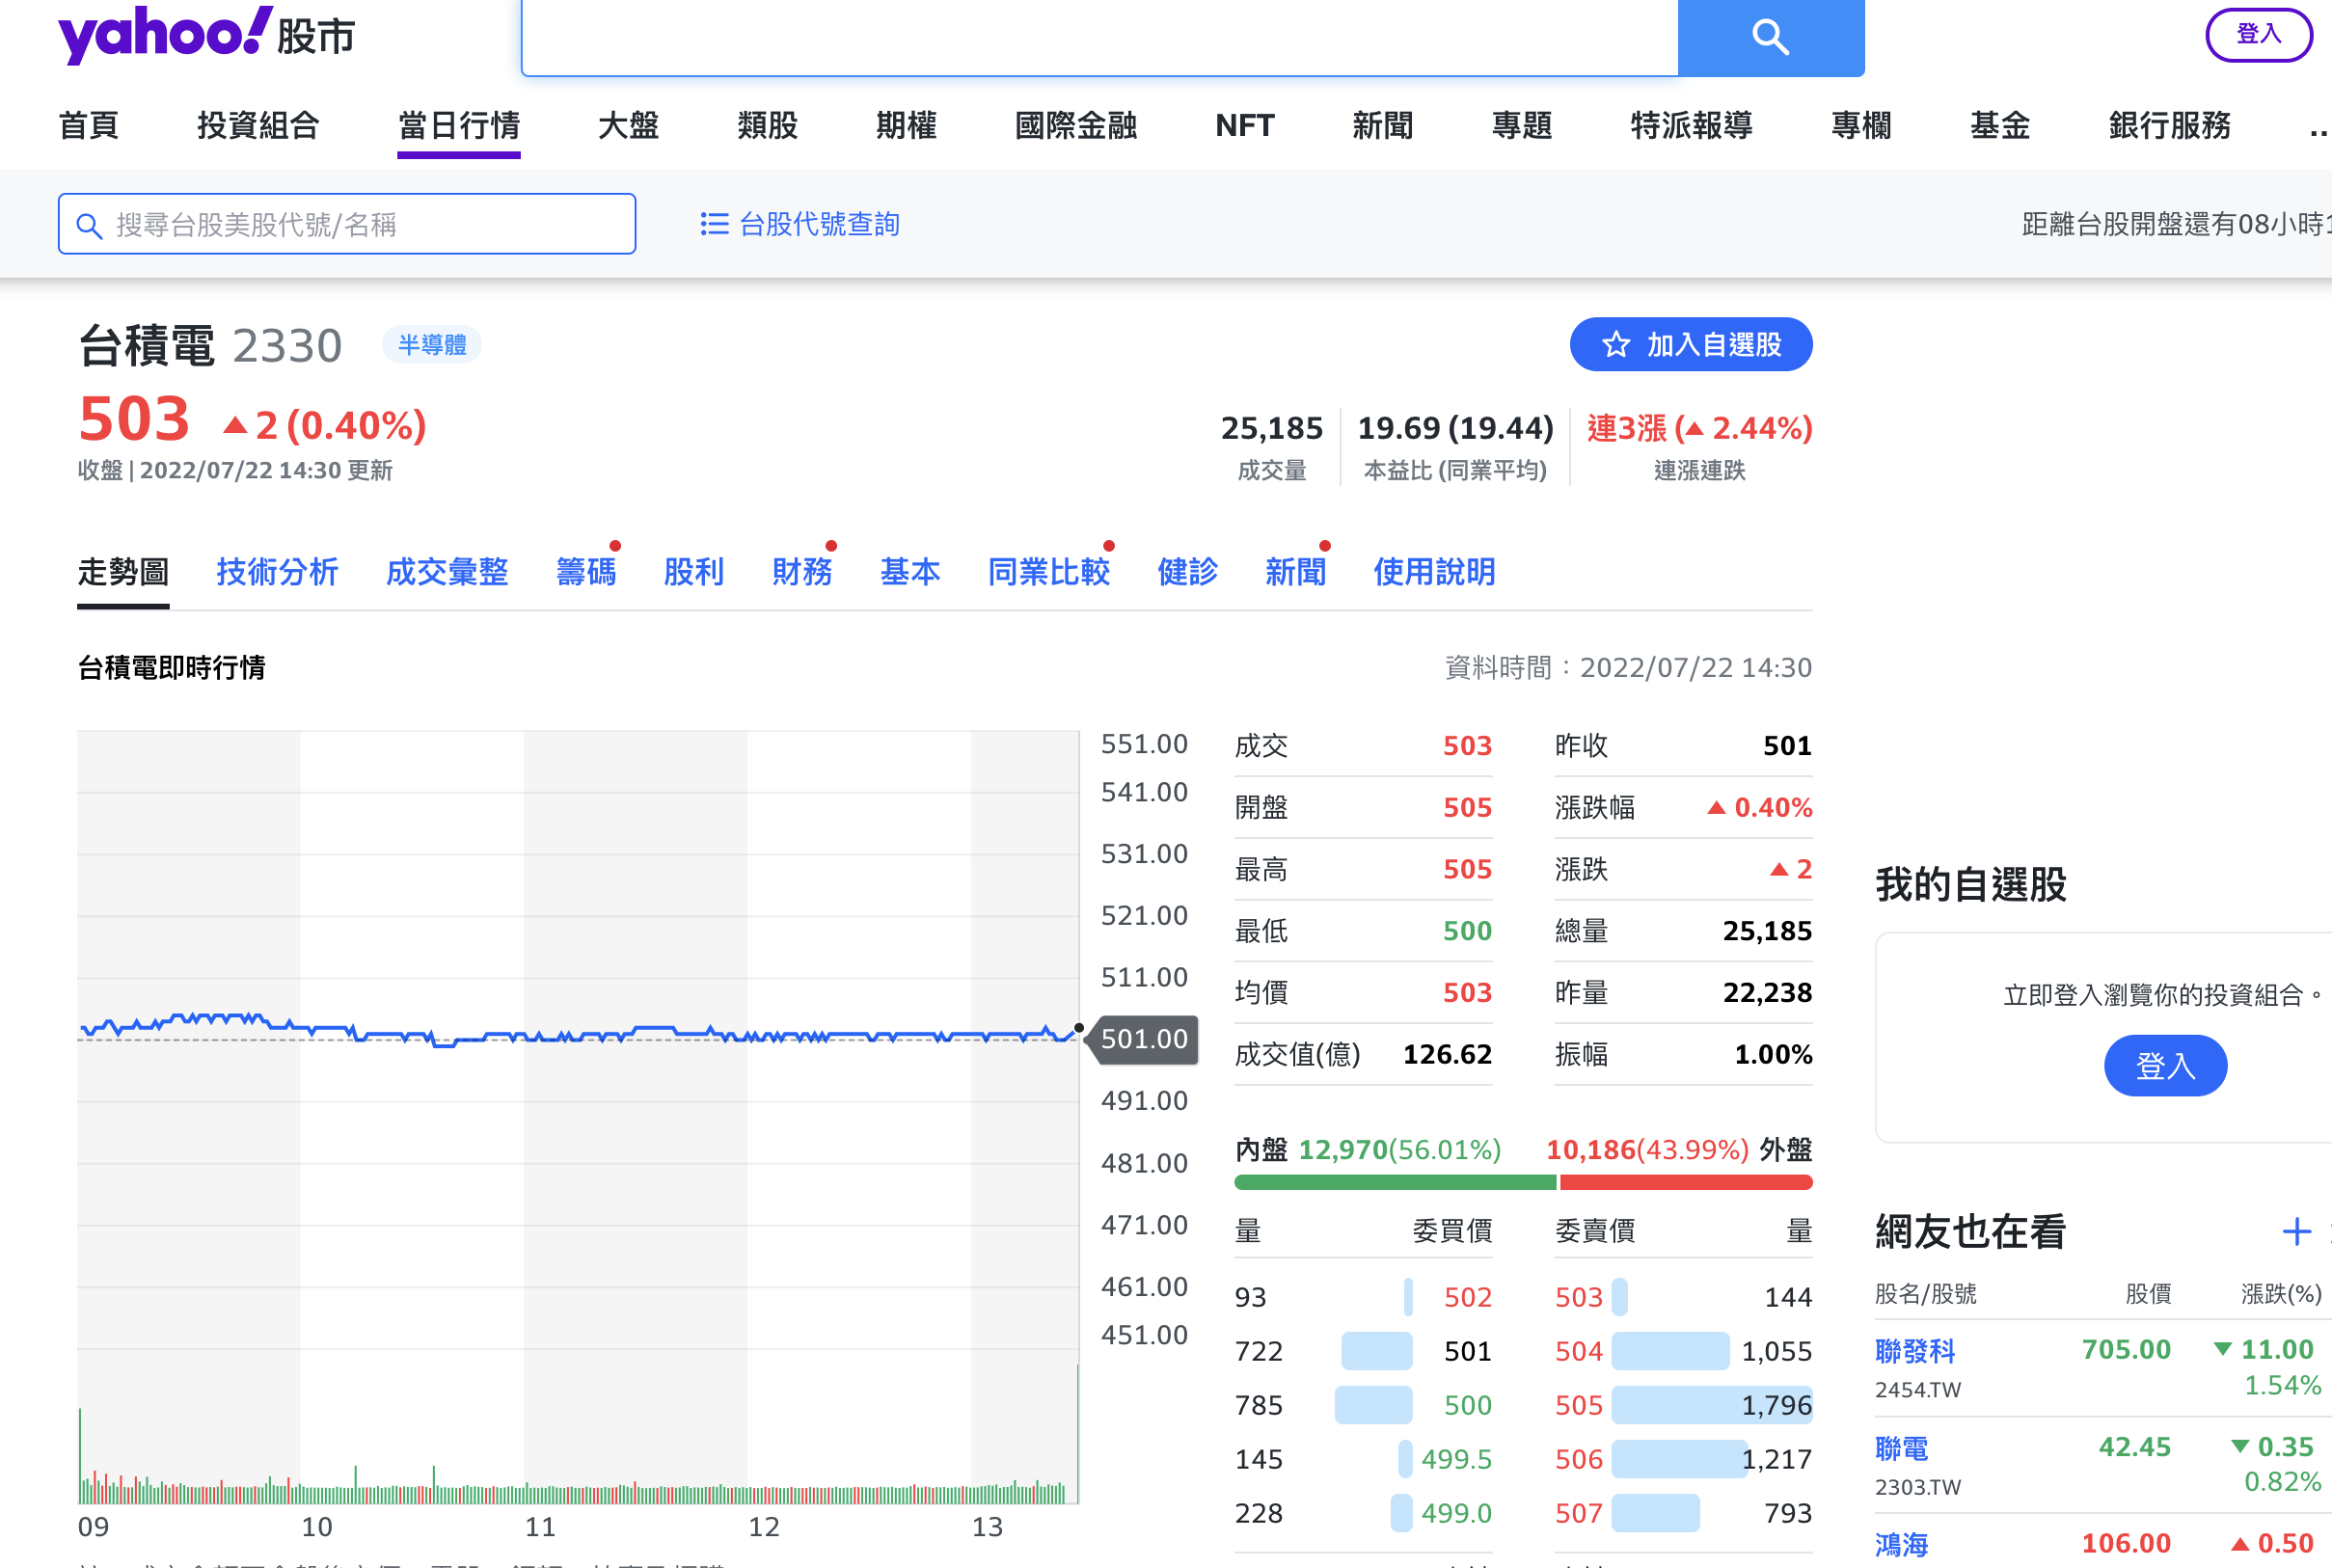 yahoo!股市
登入
首頁 投資組合 當日行情 大盤 類股 期權 國際金融 NFT 新聞 專題 特派報導 專欄 基金 銀行服務 ..
搜尋台股美股代號/名稱 台股代號查詢 距離台股開盤還有08小時1
台積電 2330 半導體 加入自選股
503 ▲2 (0.40%)
收盤 | 2022/07/22 14:30 更新
25,185 19.69 (19.44) 連3漲 (▲ 2.44%)
成交量 本益比 (同業平均) 連漲連跌
走勢圖 技術分析 成交彙整 籌碼 股利 財務 基本 同業比較 健診 新聞 使用說明
台積電即時行情 資料時間：2022/07/22 14:30
551.00
541.00
531.00
521.00
511.00
501.00
491.00
481.00
471.00
461.00
451.00
09 10 11 12 13
成交 503 昨收 501
開盤 505 漲跌幅 ▲ 0.40%
最高 505 漲跌 ▲ 2
最低 500 總量 25,185
均價 503 昨量 22,238
成交值(億) 126.62 振幅 1.00%
內盤 12,970(56.01%) 10,186(43.99%) 外盤
量 委買價 委賣價 量
93 502 503 144
722 501 504 1,055
785 500 505 1,796
145 499.5 506 1,217
228 499.0 507 793
我的自選股
立即登入瀏覽你的投資組合。
登入
網友也在看 +
股名/股號 股價 漲跌(%)
聯發科 705.00 ▼ 11.00
2454.TW 1.54%
聯電 42.45 ▼ 0.35
2303.TW 0.82%
鴻海 106.00 ▲ 0.50